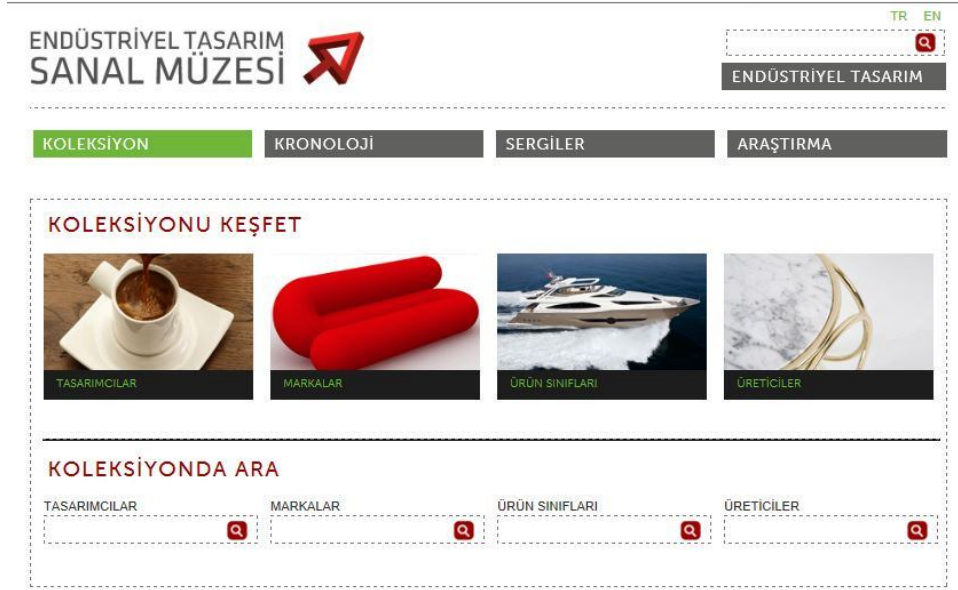 TR EN
ENDÜSTRİYEL TASARIM
SANAL MÜZESİ
ENDÜSTRİYEL TASARIM
KOLEKSİYON KRONOLOJİ SERGİLER ARAŞTIRMA
KOLEKSİYONU KEŞFET
TASARIMCILAR MARKALAR ÜRÜN SINIFLARI ÜRETİCİLER
KOLEKSİYONDA ARA
TASARIMCILAR MARKALAR ÜRÜN SINIFLARI ÜRETİCİLER